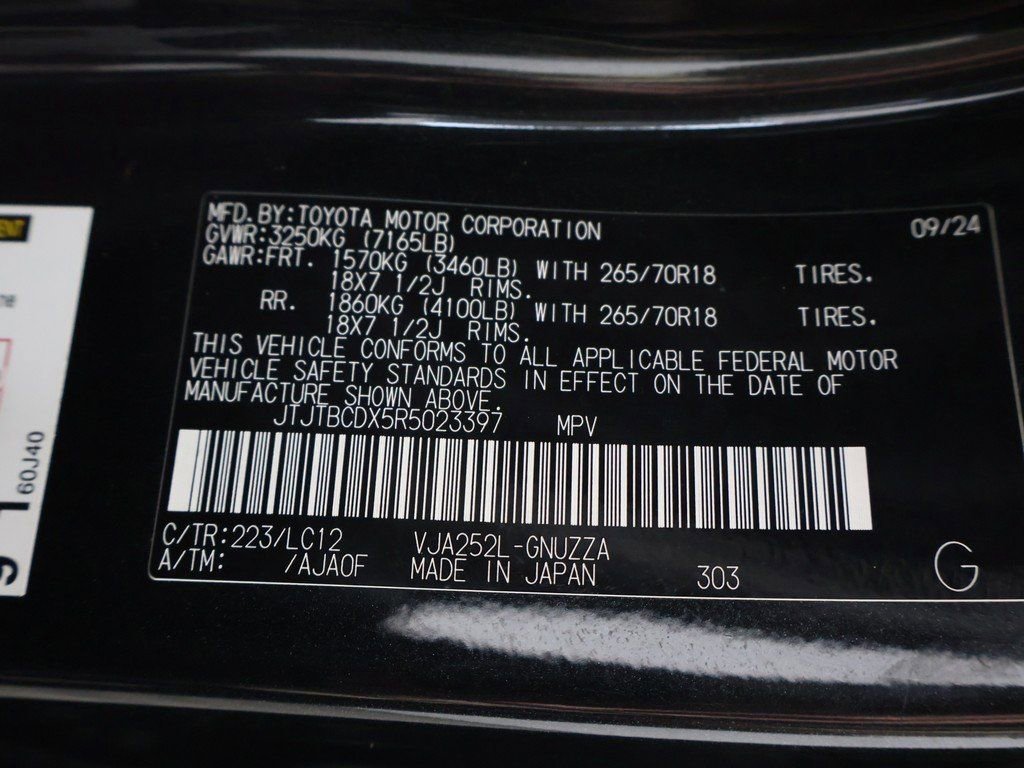 MFD. BY:TOYOTA MOTOR CORPORATION 09/24
GVWR:3250KG (7165LB)
GAWR:FRT. 1570KG (3460LB) WITH 265/70R18 TIRES.
18X7 1/2J RIMS.
RR. 1860KG (4100LB) WITH 265/70R18 TIRES.
18X7 1/2J RIMS.
THIS VEHICLE CONFORMS TO ALL APPLICABLE FEDERAL MOTOR
VEHICLE SAFETY STANDARDS IN EFFECT ON THE DATE OF
MANUFACTURE SHOWN ABOVE.
JTJTBCDX5R5023397 MPV
C/TR:223/LC12 VJA252L-GNUZZA
A/TM: /AJA0F MADE IN JAPAN 303 G
60J40